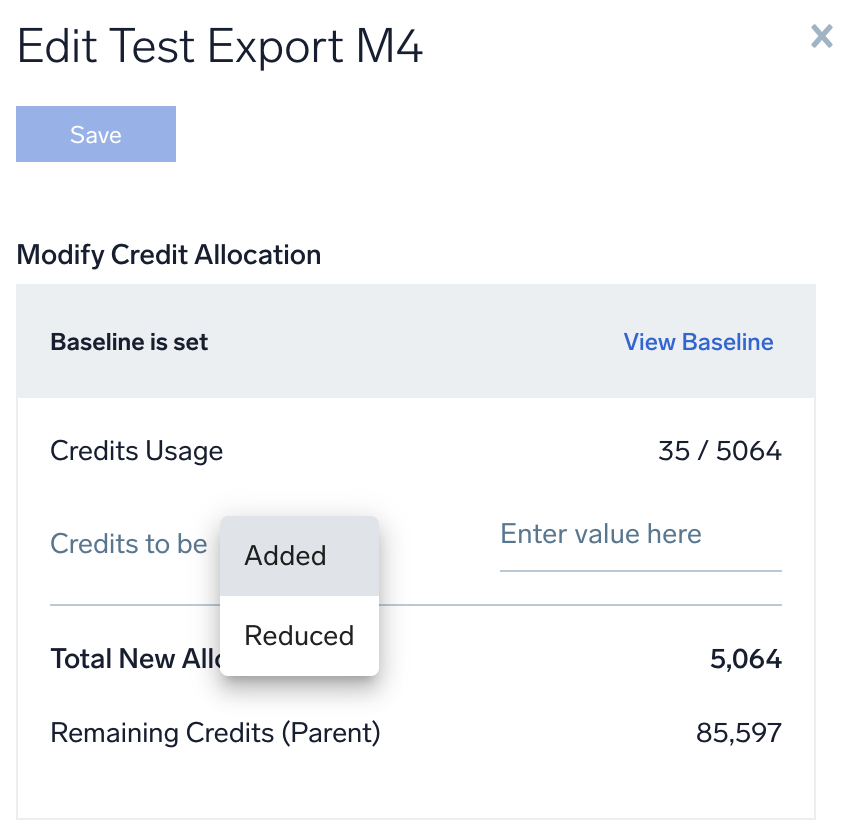 Edit Test Export M4
Save
Modify Credit Allocation
Baseline is set View Baseline
Credits Usage 35 / 5064
Credits to be Added Enter value here
Reduced
Total New 5,064
Remaining Credits (Parent) 85,597